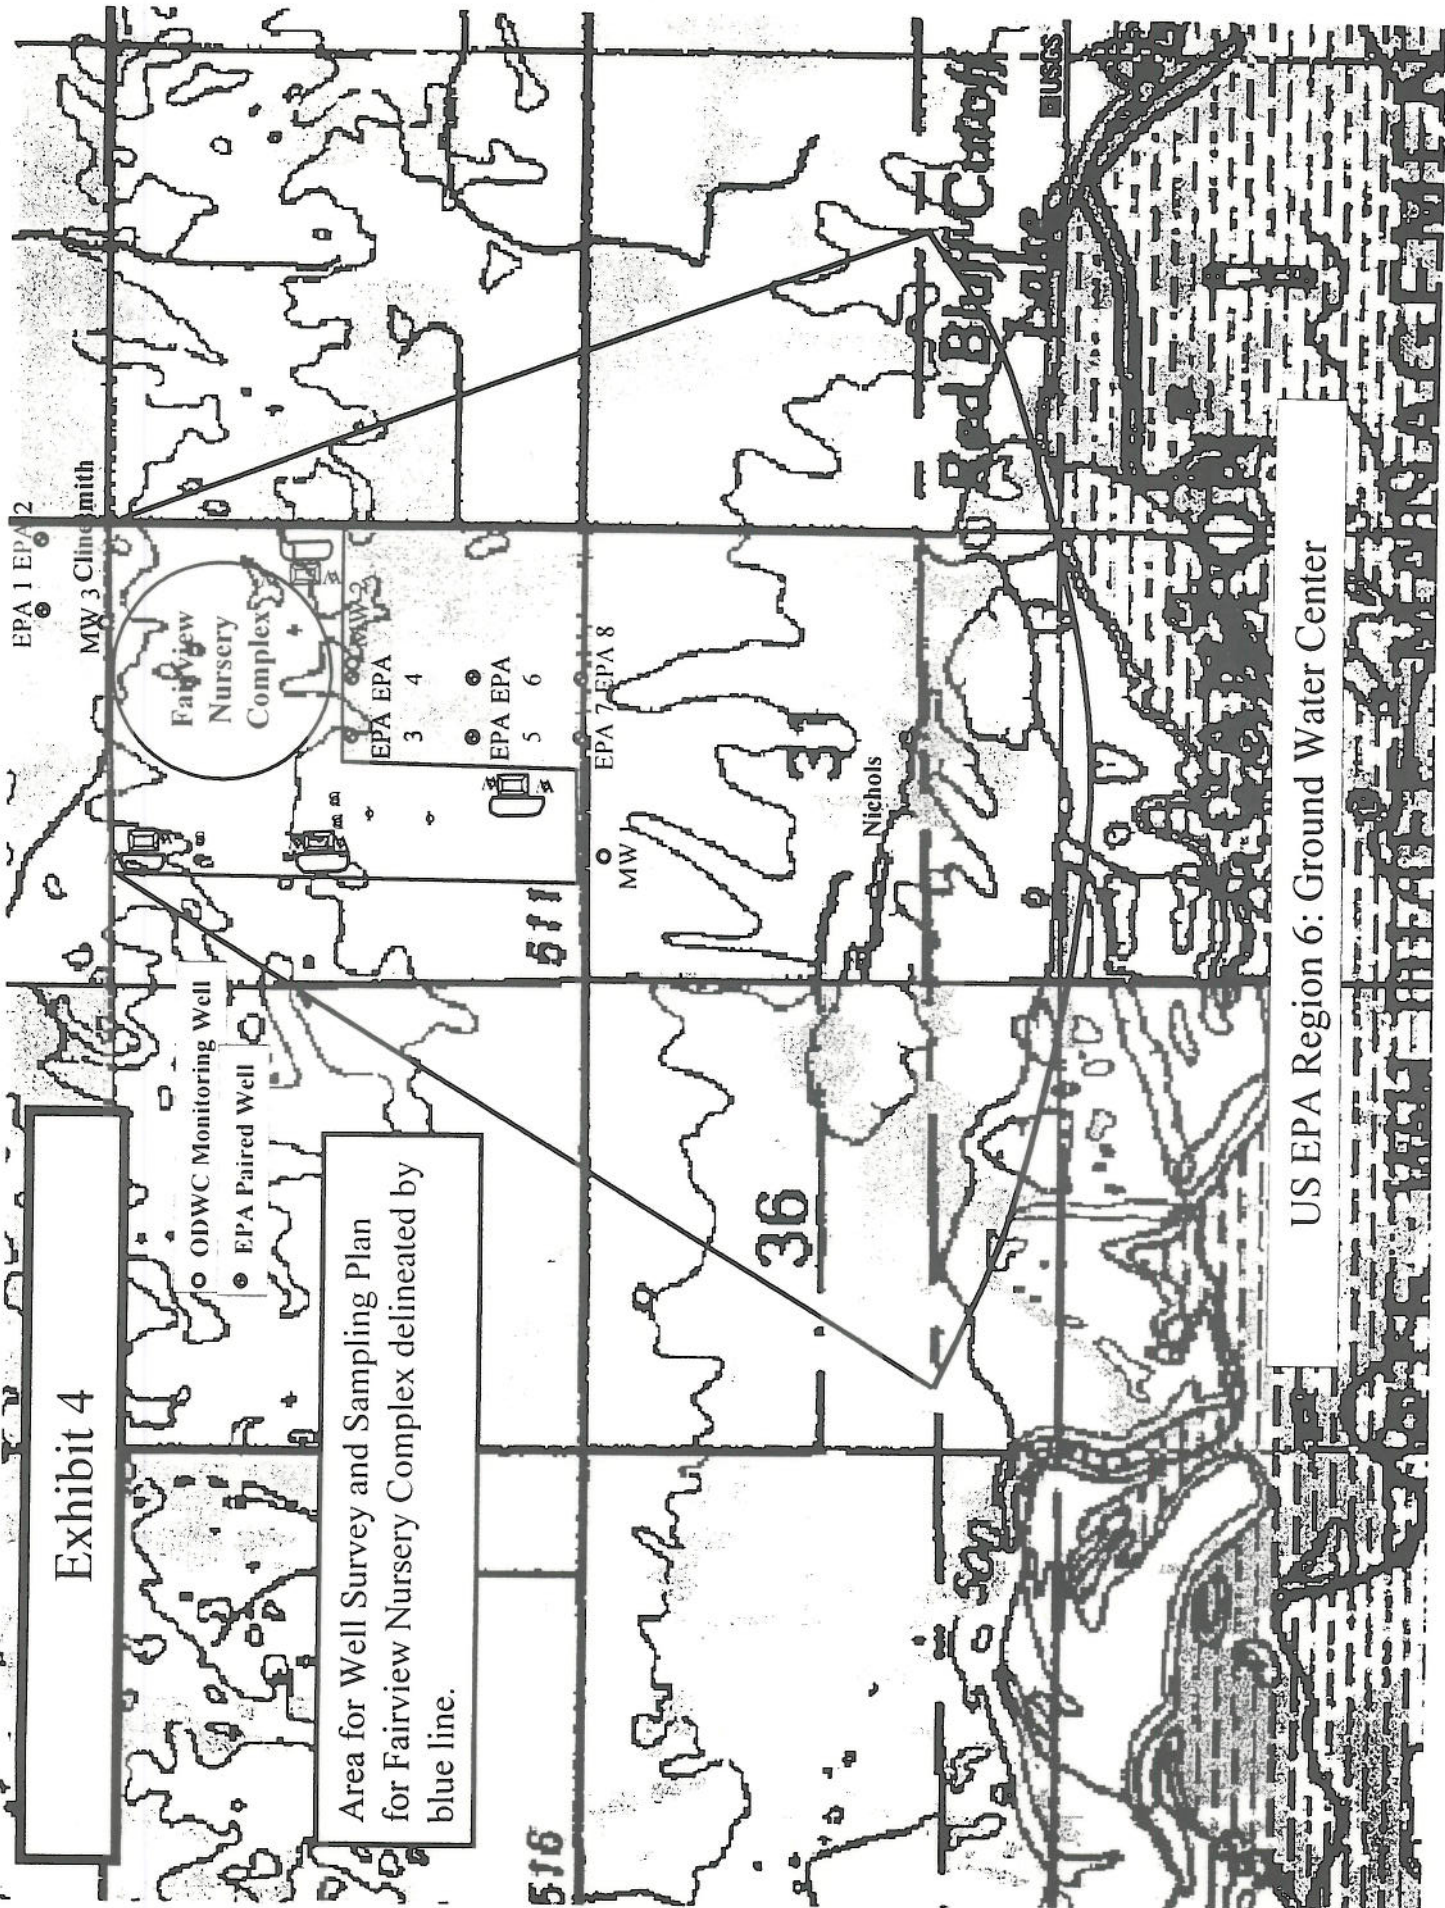 Exhibit 4
EPA 1 EPA 2
MW 3 Clinesmith
ODWC Monitoring Well
EPA Paired Well
Fairview
Nursery
Complex
MW-2
EPA EPA
3 4
EPA EPA
5 6
EPA 7 EPA 8
MW
Area for Well Survey and Sampling Plan
for Fairview Nursery Complex delineated by
blue line.
516
511
36
31
Nichols
Red Bluff Cutoff
Lake
USGS
US EPA Region 6: Ground Water Center